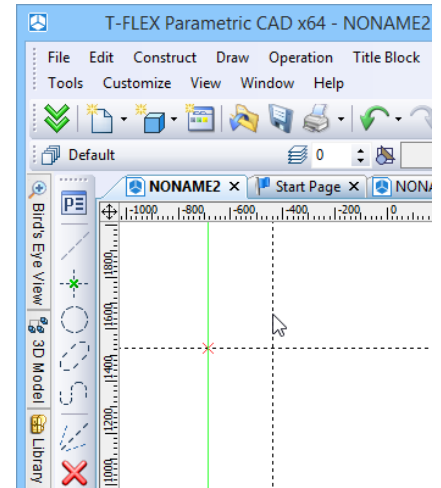 T-FLEX Parametric CAD x64 - NONAME2
File Edit Construct Draw Operation Title Block
Tools Customize View Window Help
Default 0
NONAME2 Start Page NONA
-1000 -800 -600 -400 -200 0
Bird's Eye View
3D Model
Library
1800
1600
1400
1200
1000